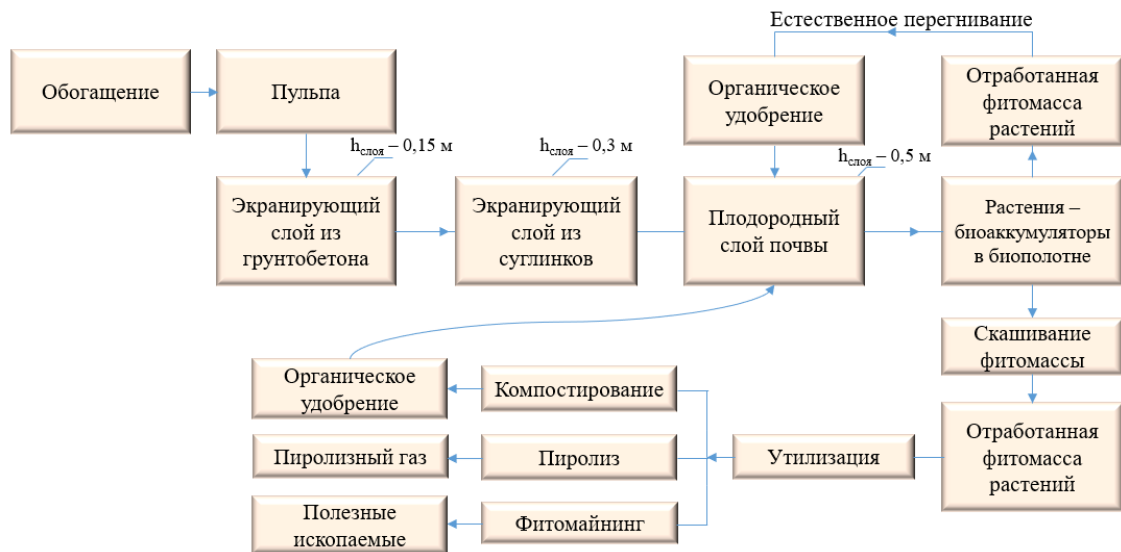 Естественное перегнивание
Обогащение
Пульпа
Органическое
удобрение
Отработанная
фитомасса
растений
hслоя – 0,15 м
hслоя – 0,3 м
hслоя – 0,5 м
Экранирующий
слой из
грунтобетона
Экранирующий
слой из
суглинков
Плодородный
слой почвы
Растения –
биоаккумуляторы
в биополотне
Скашивание
фитомассы
Органическое
удобрение
Компостирование
Отработанная
фитомасса
растений
Утилизация
Пиролиз
Пиролизный газ
Фитомайнинг
Полезные
ископаемые